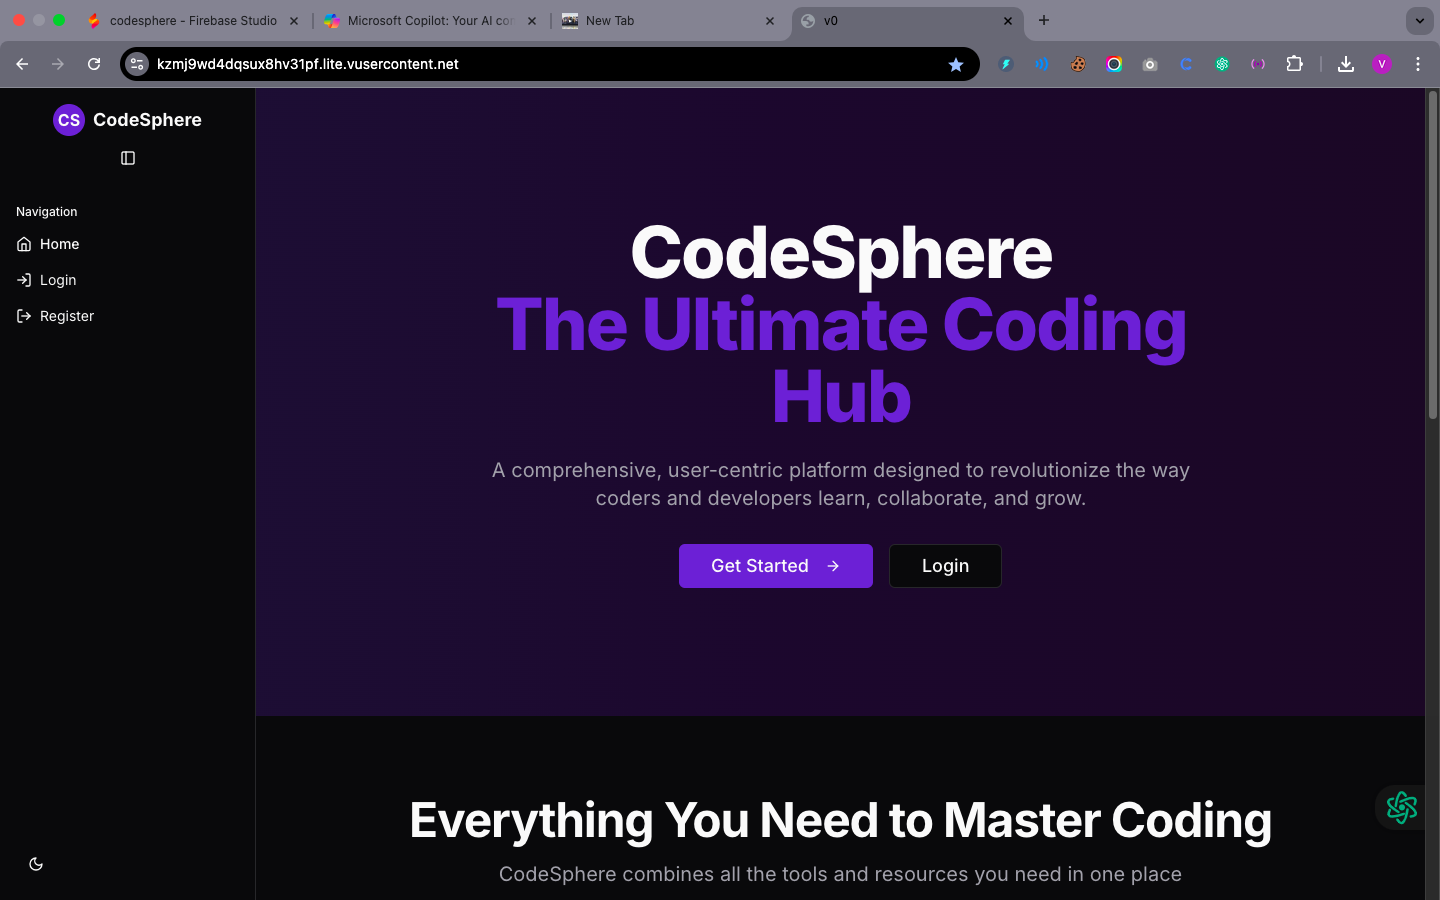 codesphere - Firebase Studio
Microsoft Copilot: Your AI con
New Tab
v0
kzmj9wd4dqsux8hv31pf.lite.vusercontent.net
V
CS CodeSphere
Navigation
Home
Login
Register
CodeSphere
The Ultimate Coding
Hub
A comprehensive, user-centric platform designed to revolutionize the way
coders and developers learn, collaborate, and grow.
Get Started
Login
Everything You Need to Master Coding
CodeSphere combines all the tools and resources you need in one place